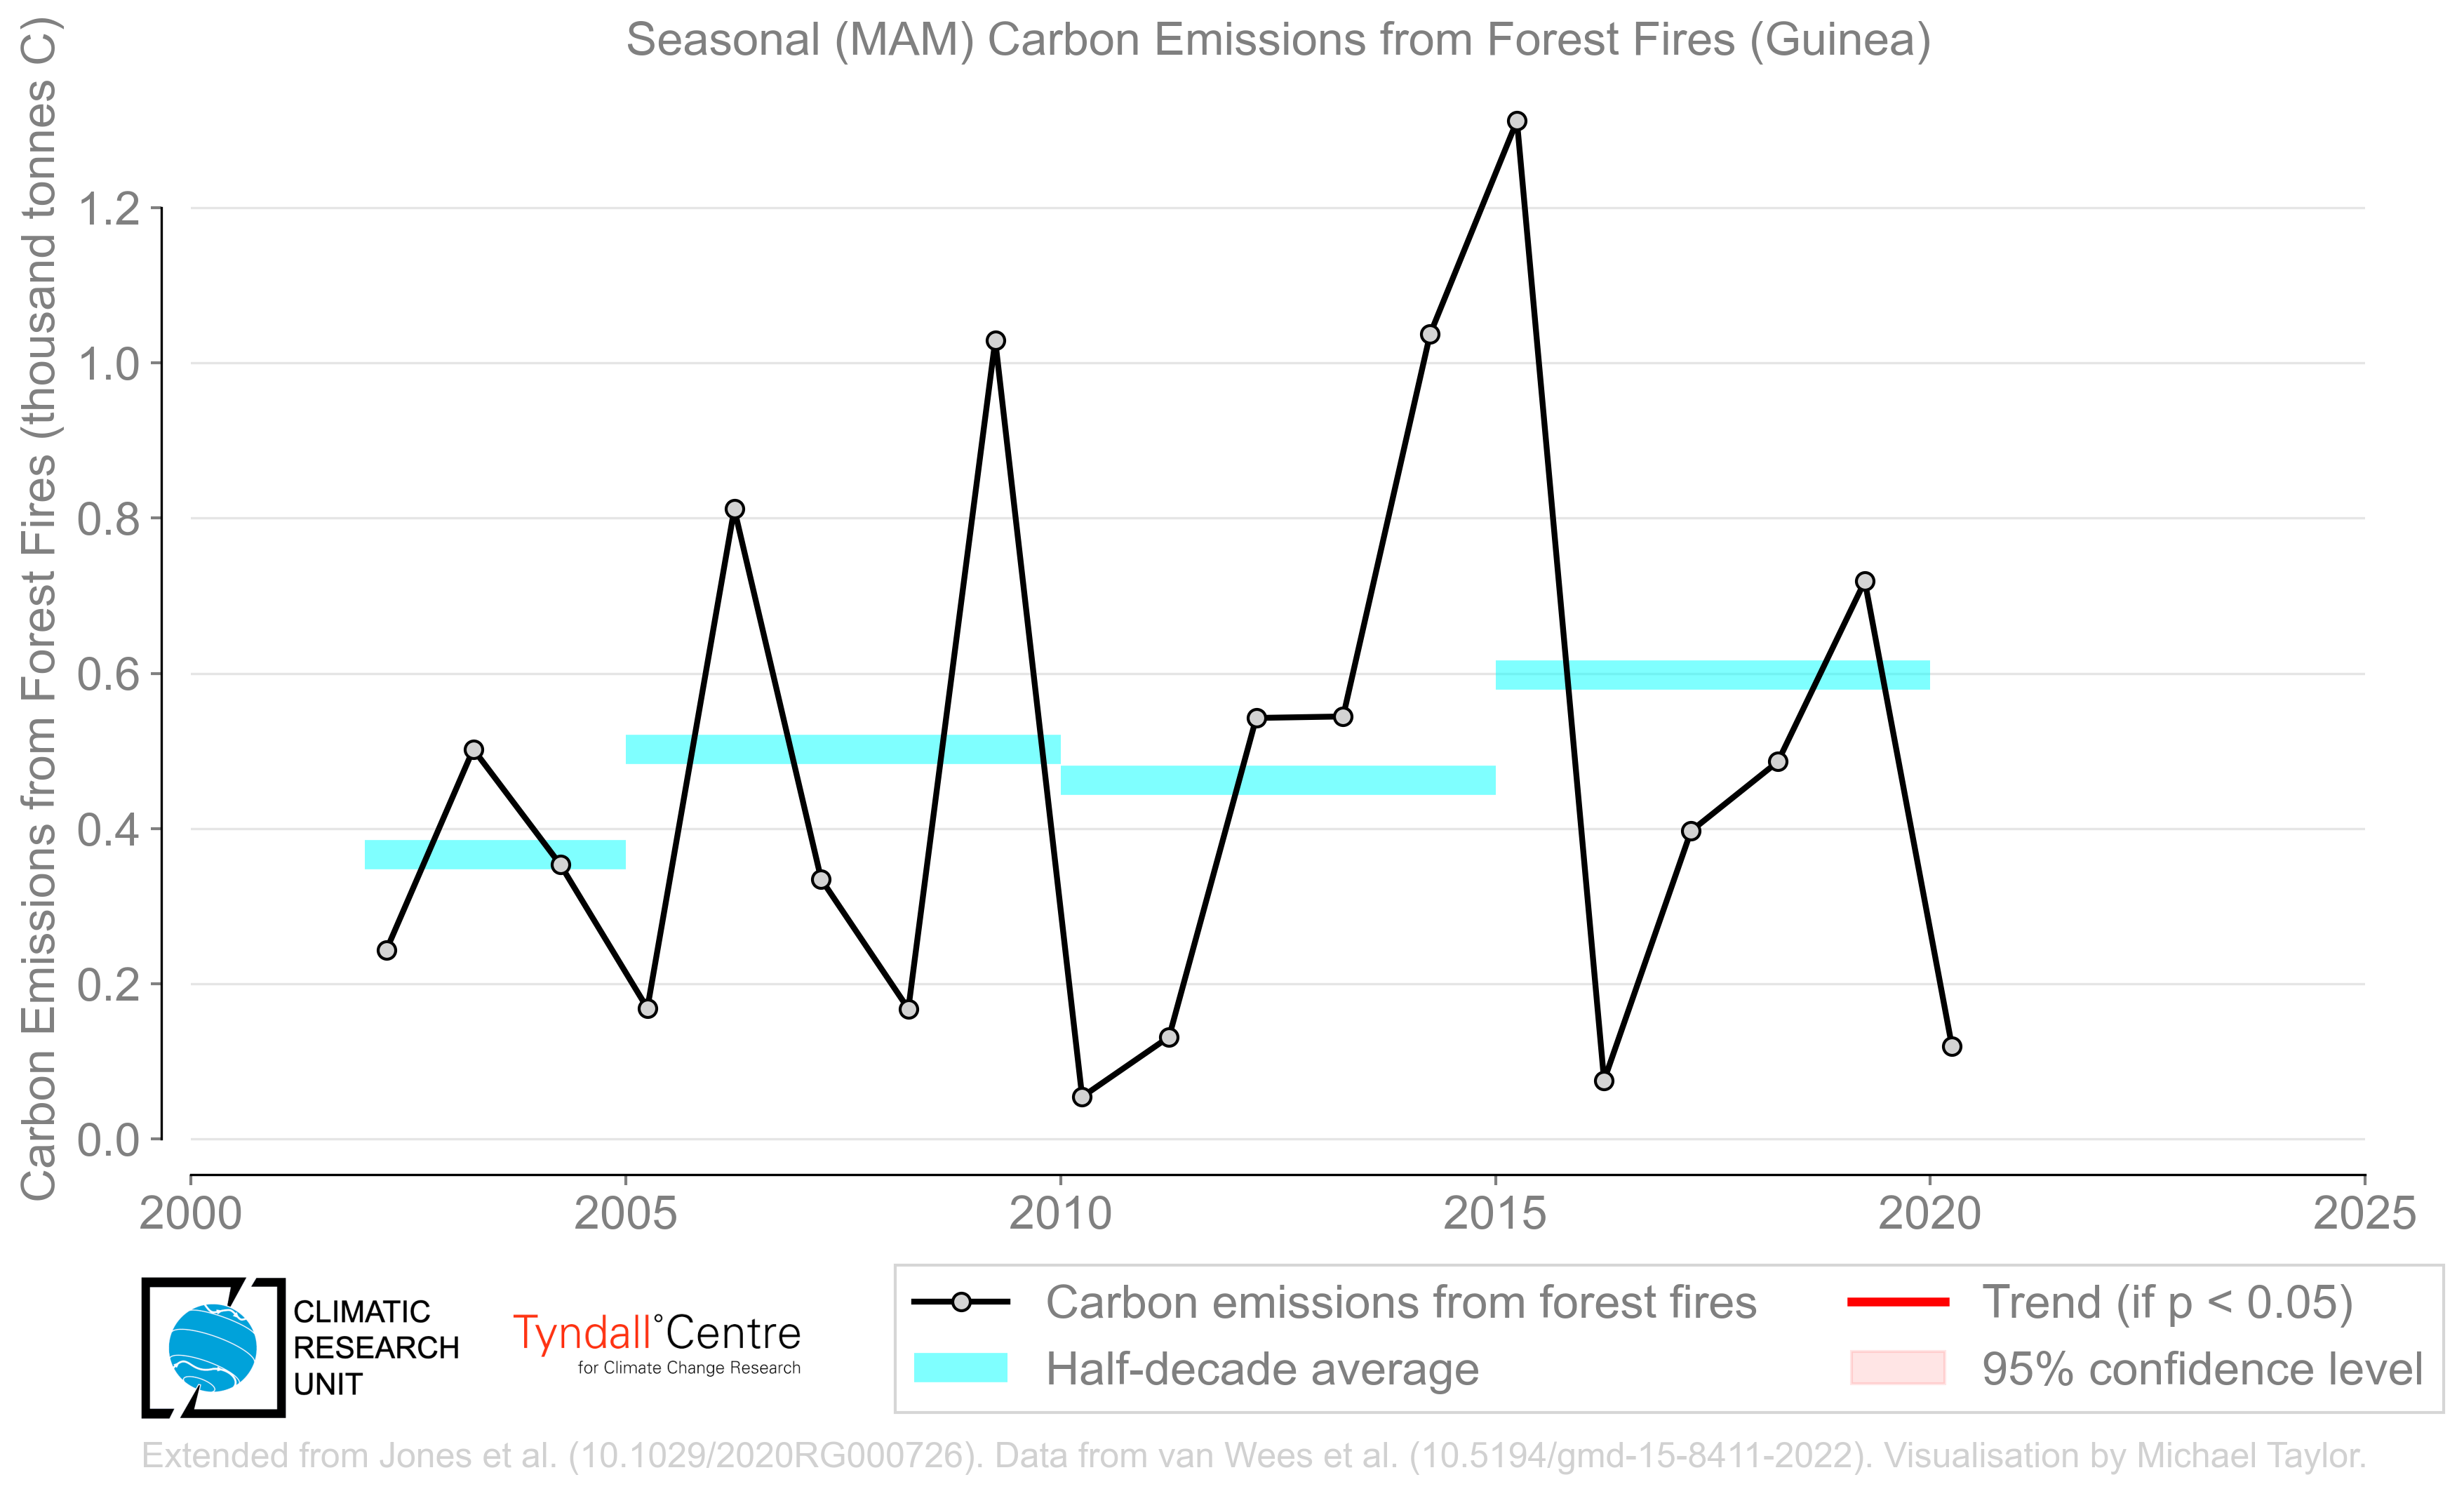 Seasonal (MAM) Carbon Emissions from Forest Fires (Guinea)
Carbon Emissions from Forest Fires (thousand tonnes C)
1.2
1.0
0.8
0.6
0.4
0.2
0.0
2000 2005 2010 2015 2020 2025
CLIMATIC
RESEARCH
UNIT
Tyndall°Centre
for Climate Change Research
Carbon emissions from forest fires
Half-decade average
Trend (if p < 0.05)
95% confidence level
Extended from Jones et al. (10.1029/2020RG000726). Data from van Wees et al. (10.5194/gmd-15-8411-2022). Visualisation by Michael Taylor.